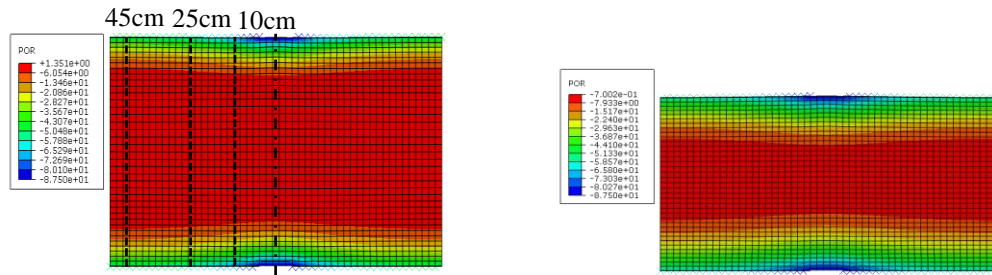 45cm 25cm 10cm
POR
+1.351e+00
-6.054e+00
-1.346e+01
-2.086e+01
-2.827e+01
-3.567e+01
-4.307e+01
-5.048e+01
-5.788e+01
-6.529e+01
-7.269e+01
-8.010e+01
-8.750e+01
POR
-7.002e-01
-7.933e+00
-1.517e+01
-2.240e+01
-2.963e+01
-3.687e+01
-4.410e+01
-5.133e+01
-5.857e+01
-6.580e+01
-7.303e+01
-8.027e+01
-8.750e+01